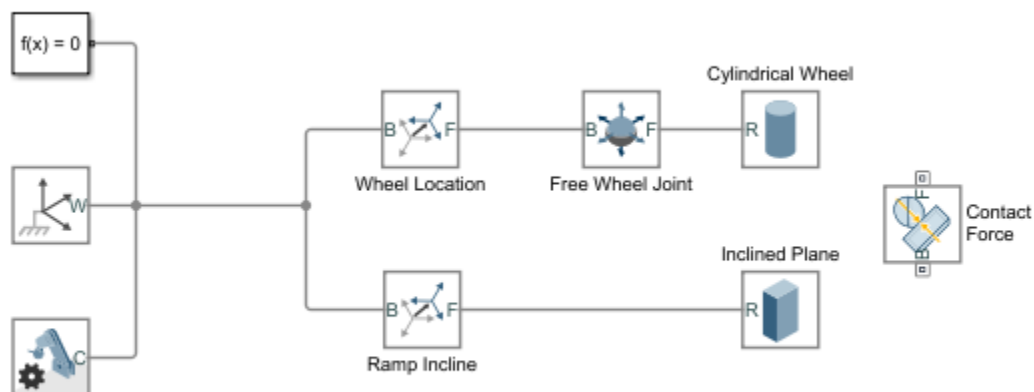 f(x) = 0
Cylindrical Wheel
B F
B F
R
Wheel Location
Free Wheel Joint
W
F
Contact
Force
B
Inclined Plane
B F
R
Ramp Incline
C